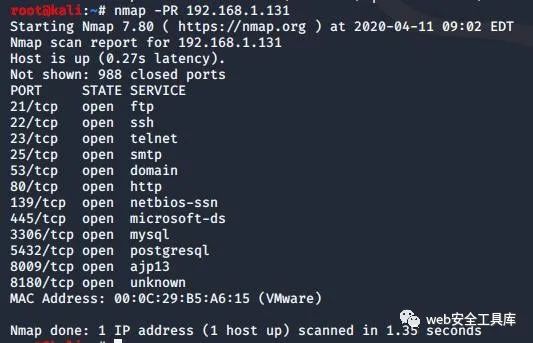 root@kali:~# nmap -PR 192.168.1.131
Starting Nmap 7.80 ( https://nmap.org ) at 2020-04-11 09:02 EDT
Nmap scan report for 192.168.1.131
Host is up (0.27s latency).
Not shown: 988 closed ports
PORT     STATE SERVICE
21/tcp   open  ftp
22/tcp   open  ssh
23/tcp   open  telnet
25/tcp   open  smtp
53/tcp   open  domain
80/tcp   open  http
139/tcp  open  netbios-ssn
445/tcp  open  microsoft-ds
3306/tcp open  mysql
5432/tcp open  postgresql
8009/tcp open  ajp13
8180/tcp open  unknown
MAC Address: 00:0C:29:B5:A6:15 (VMware)
web安全工具库
Nmap done: 1 IP address (1 host up) scanned in 1.35 seconds
root@kali:~#